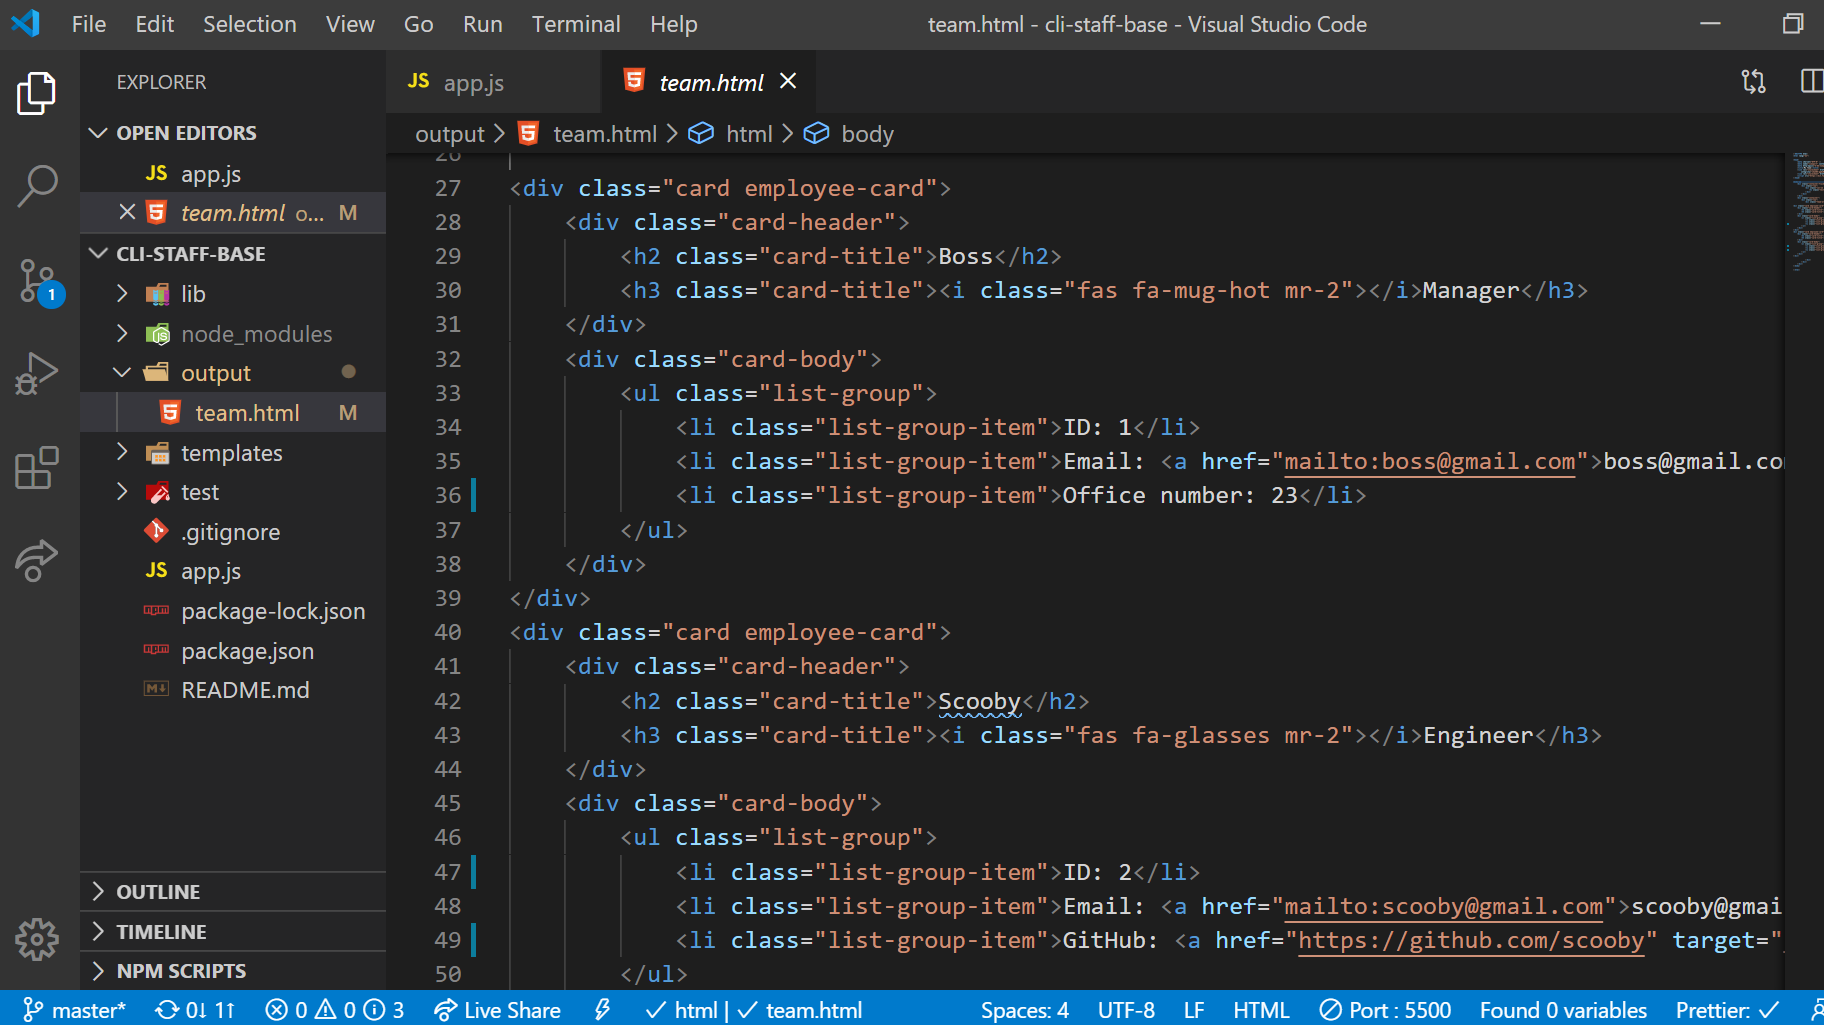 File Edit Selection View Go Run Terminal Help team.html - cli-staff-base - Visual Studio Code
EXPLORER
OPEN EDITORS
JS app.js
team.html o... M
CLI-STAFF-BASE
lib
node_modules
output
team.html M
templates
test
.gitignore
JS app.js
package-lock.json
package.json
README.md
OUTLINE
TIMELINE
NPM SCRIPTS
1
JS app.js team.html
output > team.html > html > body
26
27 <div class="card employee-card">
28 <div class="card-header">
29 <h2 class="card-title">Boss</h2>
30 <h3 class="card-title"><i class="fas fa-mug-hot mr-2"></i>Manager</h3>
31 </div>
32 <div class="card-body">
33 <ul class="list-group">
34 <li class="list-group-item">ID: 1</li>
35 <li class="list-group-item">Email: <a href="mailto:boss@gmail.com">boss@gmail.co
36 <li class="list-group-item">Office number: 23</li>
37 </ul>
38 </div>
39 </div>
40 <div class="card employee-card">
41 <div class="card-header">
42 <h2 class="card-title">Scooby</h2>
43 <h3 class="card-title"><i class="fas fa-glasses mr-2"></i>Engineer</h3>
44 </div>
45 <div class="card-body">
46 <ul class="list-group">
47 <li class="list-group-item">ID: 2</li>
48 <li class="list-group-item">Email: <a href="mailto:scooby@gmail.com">scooby@gmai
49 <li class="list-group-item">GitHub: <a href="https://github.com/scooby" target="
50 </ul>
master* 0↓ 1↑ 0 0 3 Live Share html | team.html Spaces: 4 UTF-8 LF HTML Port : 5500 Found 0 variables Prettier: ✓